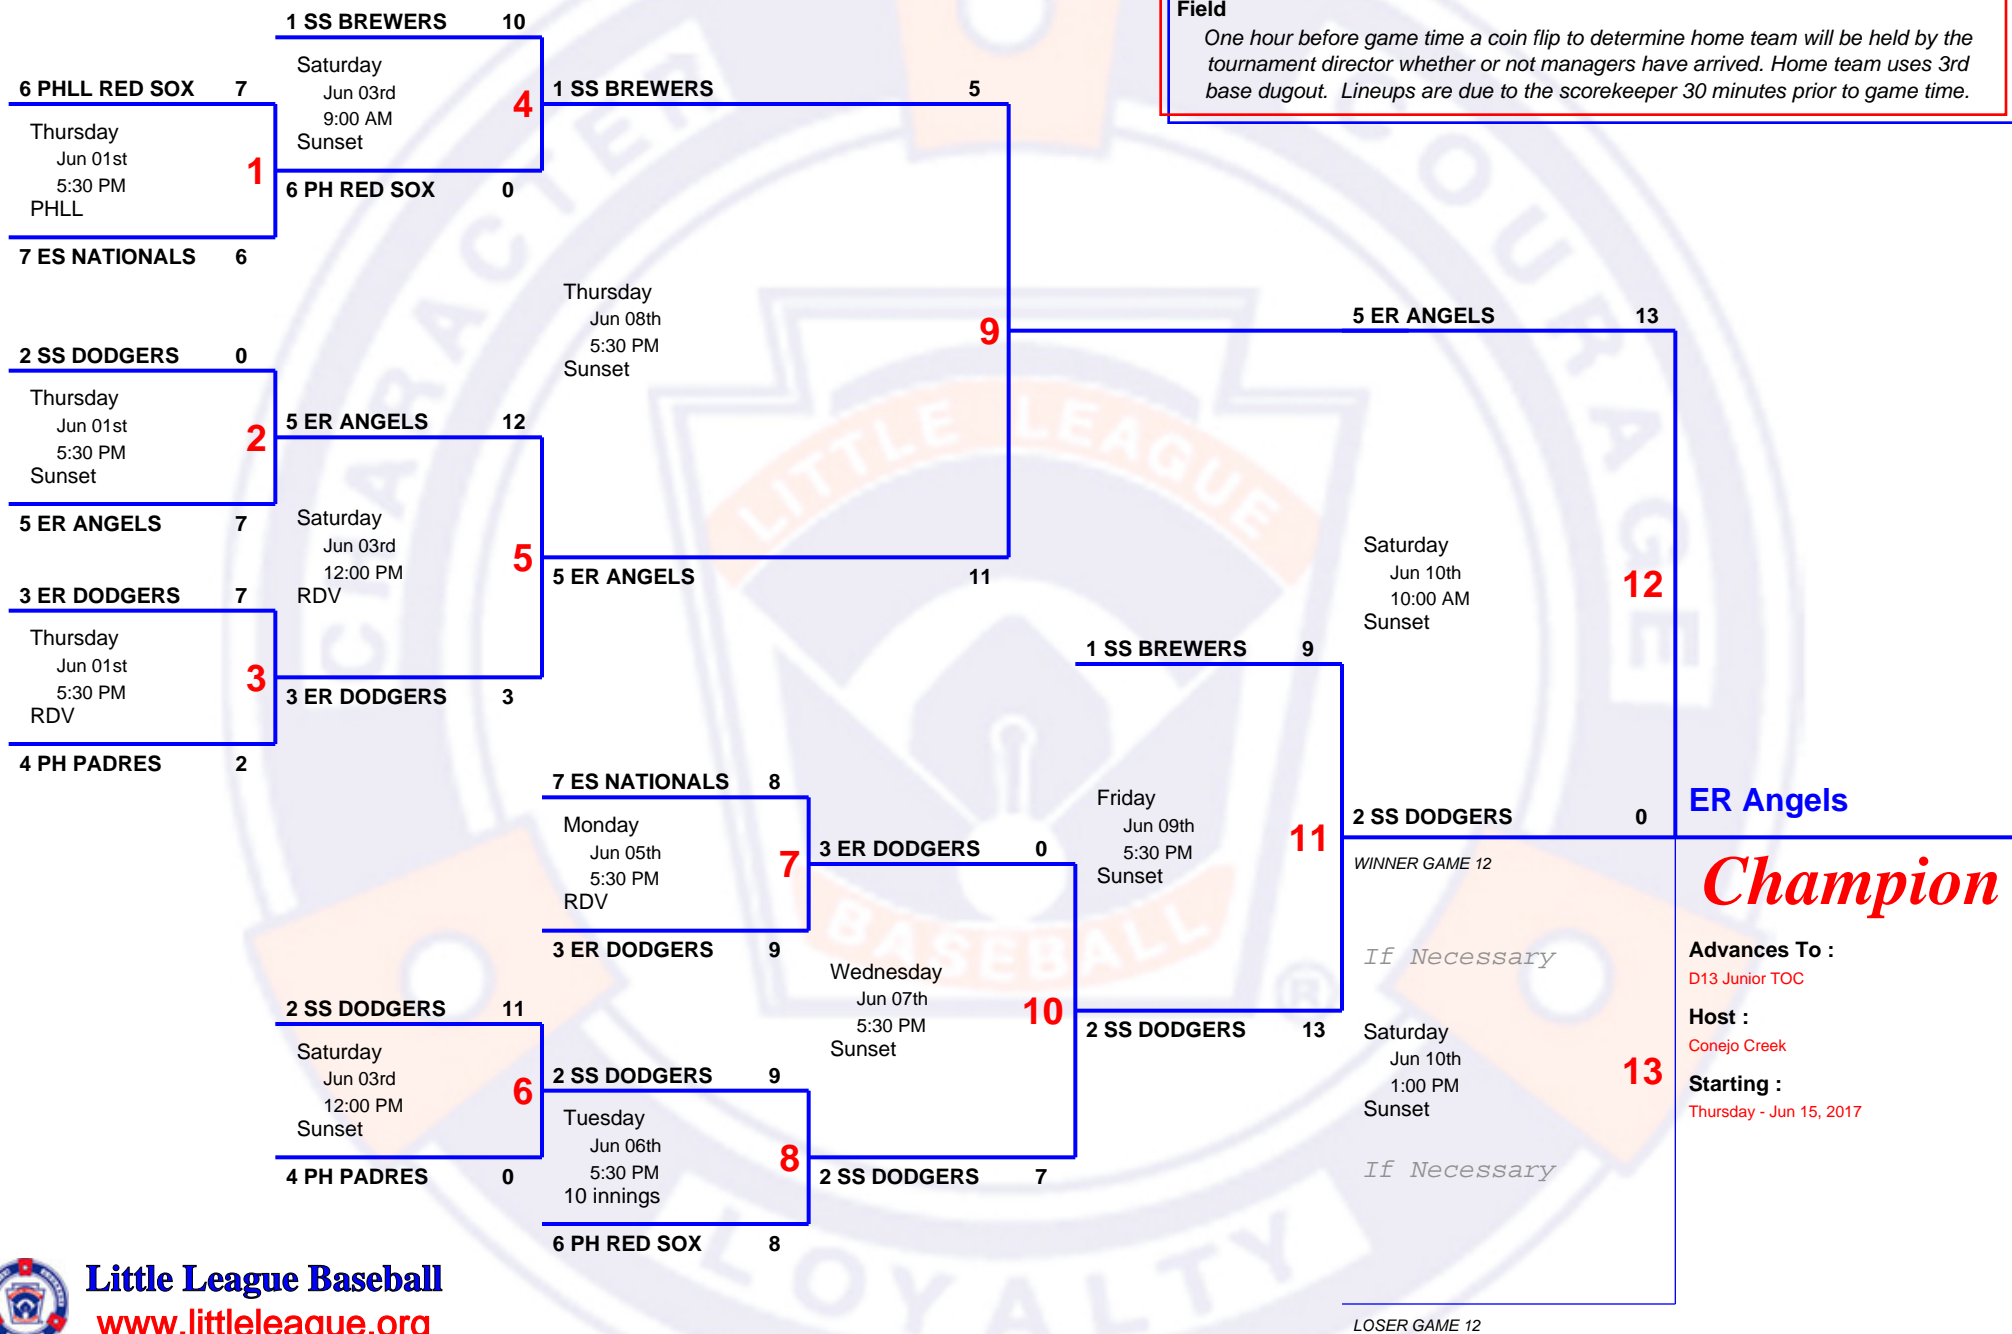 Field
One hour before game time a coin flip to determine home team will be held by the
tournament director whether or not managers have arrived. Home team uses 3rd
base dugout. Lineups are due to the scorekeeper 30 minutes prior to game time.
1 SS BREWERS 10
Saturday
Jun 03rd
9:00 AM
Sunset
4
6 PH RED SOX 0
6 PHLL RED SOX 7
Thursday
Jun 01st
5:30 PM
PHLL
1
7 ES NATIONALS 6
1 SS BREWERS 5
Thursday
Jun 08th
5:30 PM
Sunset
9
5 ER ANGELS 11
2 SS DODGERS 0
Thursday
Jun 01st
5:30 PM
Sunset
2
5 ER ANGELS 7
5 ER ANGELS 12
Saturday
Jun 03rd
12:00 PM
RDV
5
3 ER DODGERS 3
3 ER DODGERS 7
Thursday
Jun 01st
5:30 PM
RDV
3
4 PH PADRES 2
5 ER ANGELS 13
Saturday
Jun 10th
10:00 AM
Sunset
12
2 SS DODGERS 0
1 SS BREWERS 9
Friday
Jun 09th
5:30 PM
Sunset
11
2 SS DODGERS 13
7 ES NATIONALS 8
Monday
Jun 05th
5:30 PM
RDV
7
3 ER DODGERS 9
3 ER DODGERS 0
Wednesday
Jun 07th
5:30 PM
Sunset
10
2 SS DODGERS 7
2 SS DODGERS 11
Saturday
Jun 03rd
12:00 PM
Sunset
6
4 PH PADRES 0
2 SS DODGERS 9
Tuesday
Jun 06th
5:30 PM
10 innings
8
6 PH RED SOX 8
WINNER GAME 12
If Necessary
Saturday
Jun 10th
1:00 PM
Sunset
13
If Necessary
LOSER GAME 12
ER Angels
Champion
Advances To :
D13 Junior TOC
Host :
Conejo Creek
Starting :
Thursday - Jun 15, 2017
Little League Baseball
www.littleleague.org
CHARACTER
COURAGE
LOYALTY
LITTLE LEAGUE
BASEBALL
®